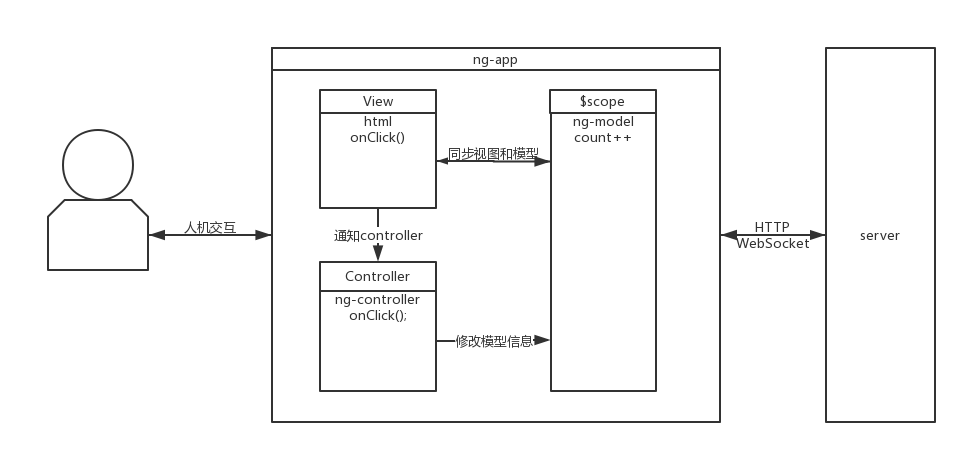 ng-app
View
html
onClick()
$scope
ng-model
count++
同步视图和模型
人机交互
通知controller
Controller
ng-controller
onClick();
修改模型信息
HTTP
WebSocket
server